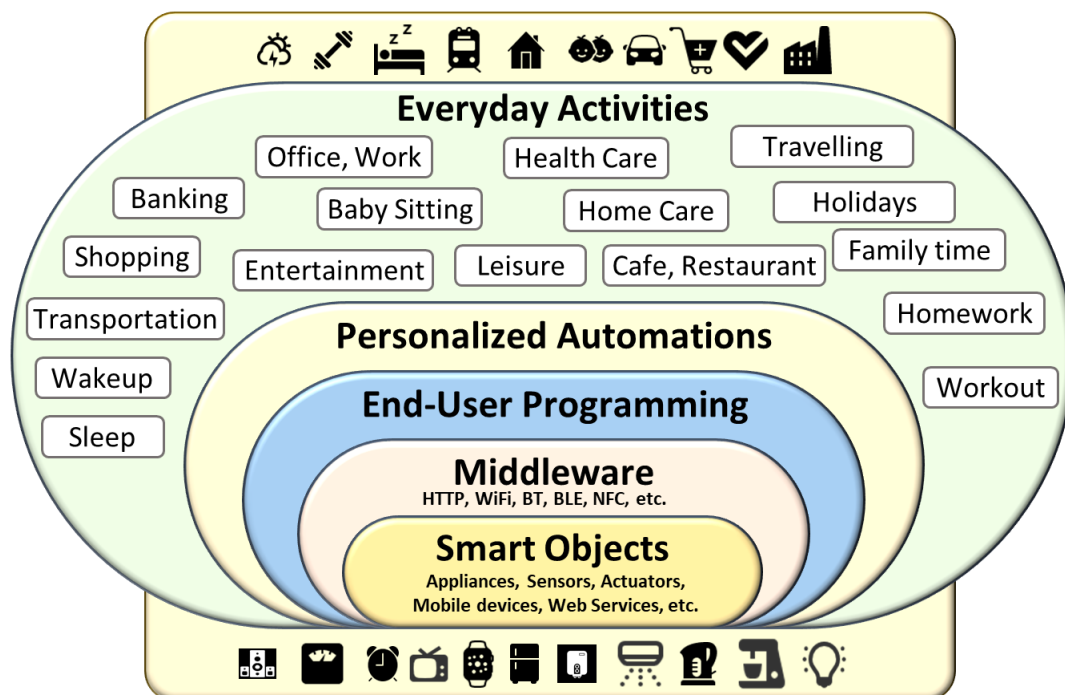 z z
Everyday Activities
Office, Work
Health Care
Travelling
Banking
Baby Sitting
Home Care
Holidays
Shopping
Entertainment
Leisure
Cafe, Restaurant
Family time
Transportation
Homework
Wakeup
Workout
Sleep
Personalized Automations
End-User Programming
Middleware
HTTP, WiFi, BT, BLE, NFC, etc.
Smart Objects
Appliances, Sensors, Actuators,
Mobile devices, Web Services, etc.